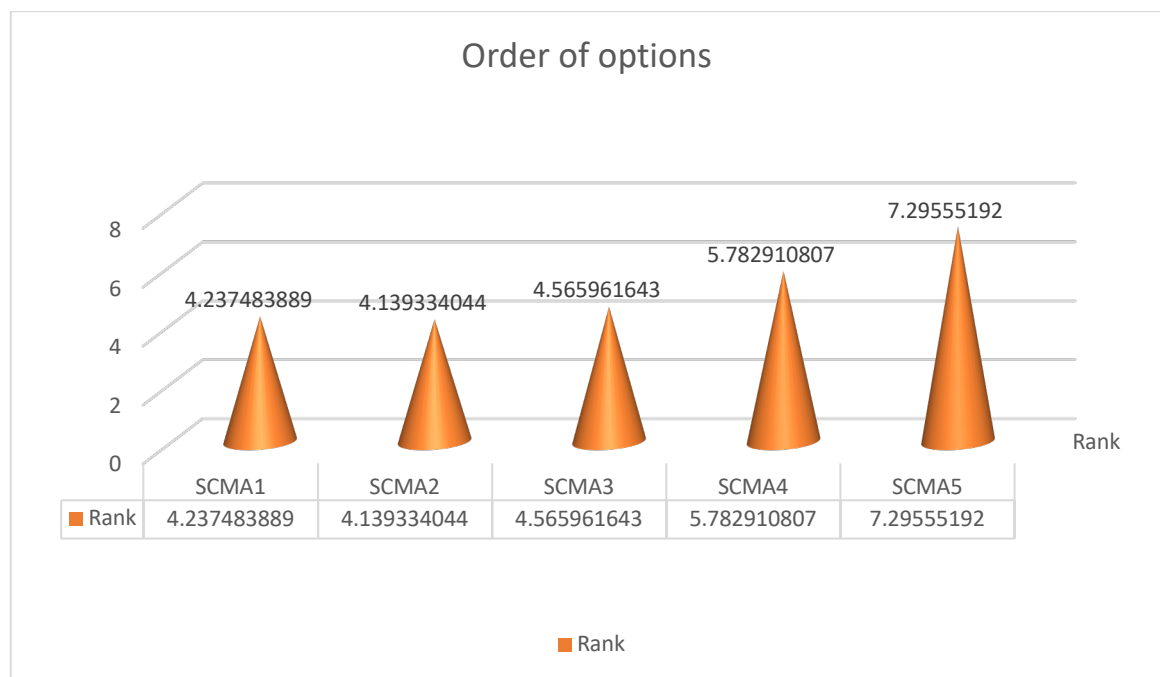 Order of options
8
6
4
2
0
4.237483889
4.139334044
4.565961643
5.782910807
7.29555192
Rank
SCMA1 SCMA2 SCMA3 SCMA4 SCMA5
Rank 4.237483889 4.139334044 4.565961643 5.782910807 7.29555192
Rank